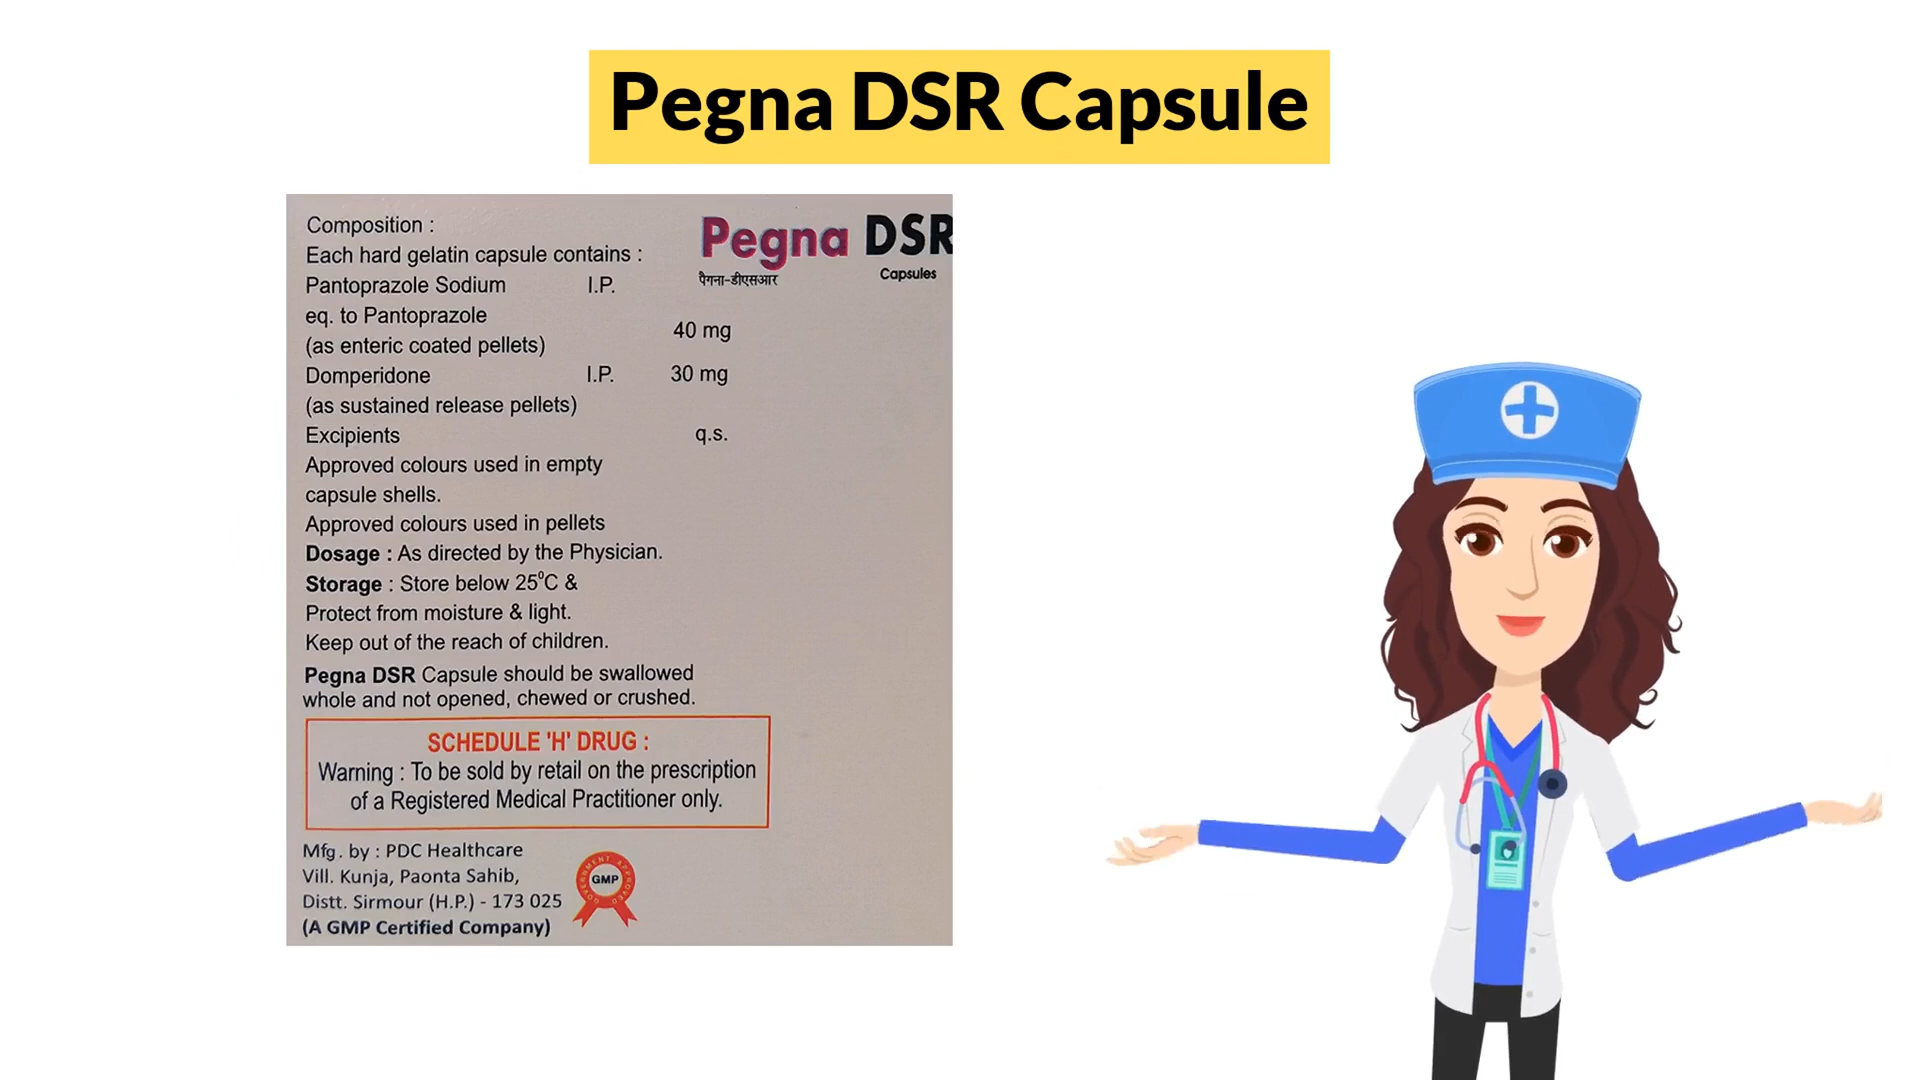 Pegna DSR Capsule
Composition :
Each hard gelatin capsule contains :
Pantoprazole Sodium I.P.
eq. to Pantoprazole
40 mg
(as enteric coated pellets)
Domperidone I.P. 30 mg
(as sustained release pellets)
Excipients q.s.
Approved colours used in empty
capsule shells.
Approved colours used in pellets
Dosage : As directed by the Physician.
Storage : Store below 25⁰C &
Protect from moisture & light.
Keep out of the reach of children.
Pegna DSR Capsule should be swallowed
whole and not opened, chewed or crushed.
SCHEDULE 'H' DRUG :
Warning : To be sold by retail on the prescription
of a Registered Medical Practitioner only.
Mfg. by : PDC Healthcare
Vill. Kunja, Paonta Sahib,
Distt. Sirmour (H.P.) - 173 025
(A GMP Certified Company)
GOVERNMENT APPROVED
GMP
Pegna DSR
पैगना-डीएसआर
Capsules